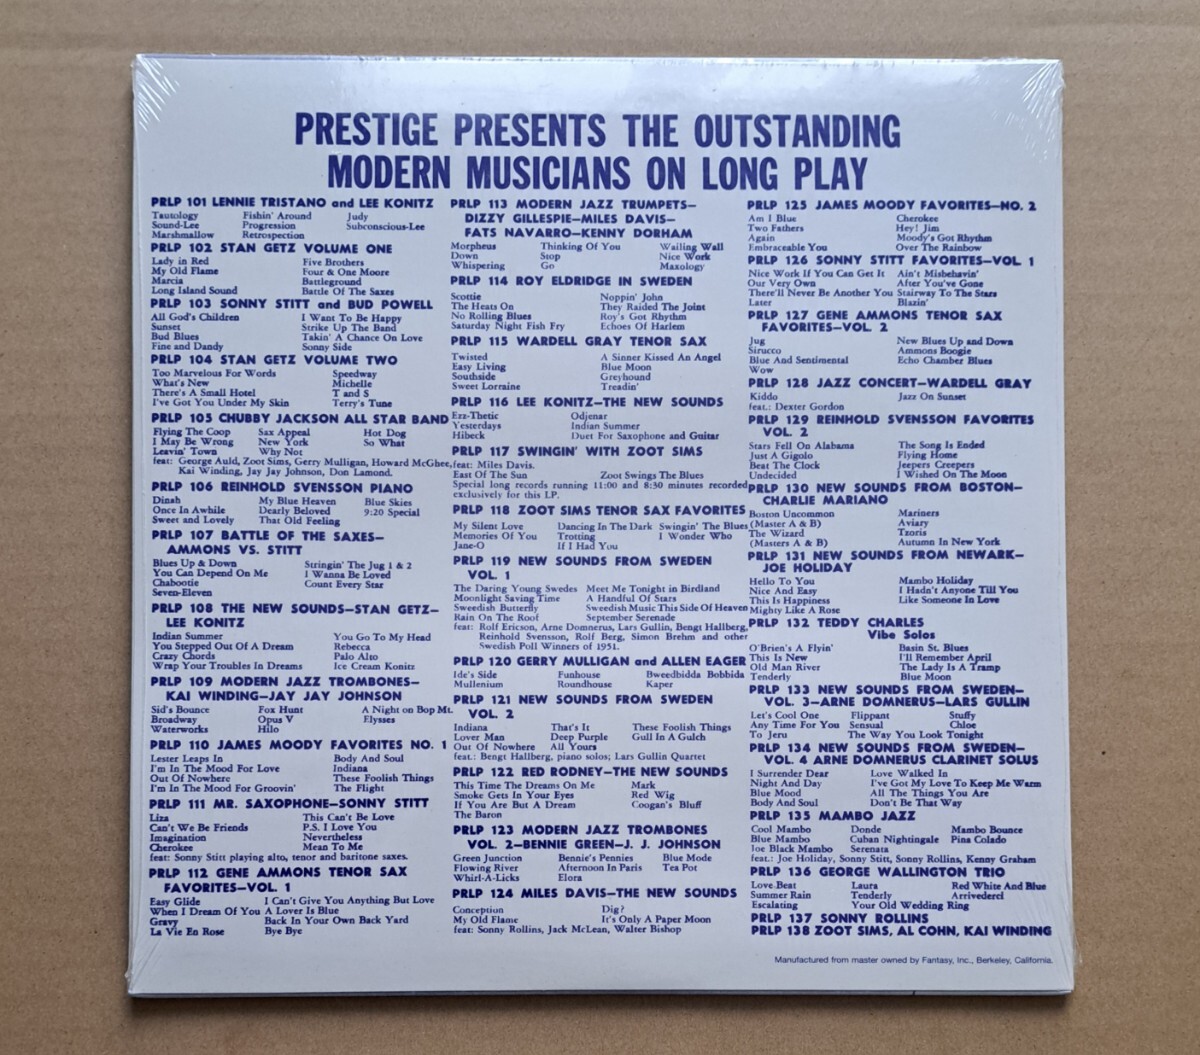 PRESTIGE PRESENTS THE OUTSTANDING
MODERN MUSICIANS ON LONG PLAY
PRLP 101 LENNIE TRISTANO and LEE KONITZ
Tautology Fishin' Around Judy
Sound-Lee Progression Subconscious-Lee
Marshmallow Retrospection
PRLP 102 STAN GETZ VOLUME ONE
Lady in Red Five Brothers
My Old Flame Four & One Moore
Marcia Battleground
Long Island Sound Battle Of The Saxes
PRLP 103 SONNY STITT and BUD POWELL
All God's Children I Want To Be Happy
Sunset Strike Up The Band
Bud Blues Takin' A Chance On Love
Fine and Dandy Sonny Side
PRLP 104 STAN GETZ VOLUME TWO
Too Marvelous For Words Speedway
What's New Michelle
There's A Small Hotel T and S
I've Got You Under My Skin Terry's Tune
PRLP 105 CHUBBY JACKSON ALL STAR BAND
Flying The Coop Sax Appeal Hot Dog
I May Be Wrong New York So What
Leavin' Town Why Not
feat: George Auld, Zoot Sims, Gerry Mulligan, Howard McGhee,
Kai Winding, Jay Jay Johnson, Don Lamond.
PRLP 106 REINHOLD SVENSSON PIANO
Dinah My Blue Heaven Blue Skies
Once In Awhile Dearly Beloved 9:20 Special
Sweet and Lovely That Old Feeling
PRLP 107 BATTLE OF THE SAXES—
AMMONS VS. STITT
Blues Up & Down Stringin' The Jug 1 & 2
You Can Depend On Me I Wanna Be Loved
Chabootie Count Every Star
Seven-Eleven
PRLP 108 THE NEW SOUNDS—STAN GETZ—
LEE KONITZ
Indian Summer You Go To My Head
You Stepped Out Of A Dream Rebecca
Crazy Chords Palo Alto
Wrap Your Troubles In Dreams Ice Cream Konitz
PRLP 109 MODERN JAZZ TROMBONES—
KAI WINDING—JAY JAY JOHNSON
Sid's Bounce Fox Hunt A Night on Bop Mt.
Broadway Opus V Elysses
Waterworks Hilo
PRLP 110 JAMES MOODY FAVORITES NO. 1
Lester Leaps In Body And Soul
I'm In The Mood For Love Indiana
Out Of Nowhere These Foolish Things
I'm In The Mood For Groovin' The Flight
PRLP 111 MR. SAXOPHONE—SONNY STITT
Liza This Can't Be Love
Can't We Be Friends P.S. I Love You
Imagination Nevertheless
Cherokee Mean To Me
feat: Sonny Stitt playing alto, tenor and baritone saxes.
PRLP 112 GENE AMMONS TENOR SAX
FAVORITES—VOL. 1
Easy Glide I Can't Give You Anything But Love
When I Dream Of You A Lover Is Blue
Gravy Back In Your Own Back Yard
La Vie En Rose Bye Bye
PRLP 113 MODERN JAZZ TRUMPETS—
DIZZY GILLESPIE—MILES DAVIS—
FATS NAVARRO—KENNY DORHAM
Morpheus Thinking Of You Wailing Wall
Down Stop Nice Work
Whispering Go Maxology
PRLP 114 ROY ELDRIDGE IN SWEDEN
Scottie Noppin' John
The Heats On They Raided The Joint
No Rolling Blues Roy's Got Rhythm
Saturday Night Fish Fry Echoes Of Harlem
PRLP 115 WARDELL GRAY TENOR SAX
Twisted A Sinner Kissed An Angel
Easy Living Blue Moon
Southside Greyhound
Sweet Lorraine Treadin'
PRLP 116 LEE KONITZ—THE NEW SOUNDS
Ezz-Thetic Odjenar
Yesterdays Indian Summer
Hibeck Duet For Saxophone and Guitar
PRLP 117 SWINGIN' WITH ZOOT SIMS
feat: Miles Davis.
East Of The Sun Zoot Swings The Blues
Special long records running 11:00 and 8:30 minutes recorded
exclusively for this LP.
PRLP 118 ZOOT SIMS TENOR SAX FAVORITES
My Silent Love Dancing In The Dark Swingin' The Blues
Memories Of You Trotting I Wonder Who
Jane-O If I Had You
PRLP 119 NEW SOUNDS FROM SWEDEN
VOL. 1
The Daring Young Swedes Meet Me Tonight in Birdland
Moonlight Saving Time A Handful Of Stars
Swedish Butterfly Swedish Music This Side Of Heaven
Rain On The Roof September Serenade
feat: Rolf Ericson, Arne Domnerus, Lars Gullin, Bengt Hallberg,
Reinhold Svensson, Rolf Berg, Simon Brehm and other
Swedish Poll Winners of 1951.
PRLP 120 GERRY MULLIGAN and ALLEN EAGER
Ide's Side Funhouse Bweedbidda Bobbida
Mullenium Roundhouse Kaper
PRLP 121 NEW SOUNDS FROM SWEDEN
VOL. 2
Indiana That's It These Foolish Things
Lover Man Deep Purple Gull In A Gulch
Out Of Nowhere All Yours
feat.: Bengt Hallberg, piano solos; Lars Gullin Quartet
PRLP 122 RED RODNEY—THE NEW SOUNDS
This Time The Dreams On Me Mark
Smoke Gets In Your Eyes Red Wig
If You Are But A Dream Coogan's Bluff
The Baron
PRLP 123 MODERN JAZZ TROMBONES
VOL. 2—BENNIE GREEN—J. J. JOHNSON
Green Junction Bennie's Pennies Blue Mode
Flowing River Afternoon In Paris Tea Pot
Whirl-A-Licks Elora
PRLP 124 MILES DAVIS—THE NEW SOUNDS
Conception Dig?
My Old Flame It's Only A Paper Moon
feat: Sonny Rollins, Jack McLean, Walter Bishop
PRLP 125 JAMES MOODY FAVORITES—NO. 2
Am I Blue Cherokee
Two Fathers Hey! Jim
Again Moody's Got Rhythm
Embraceable You Over The Rainbow
PRLP 126 SONNY STITT FAVORITES—VOL. 1
Nice Work If You Can Get It Ain't Misbehavin'
Our Very Own After You've Gone
There'll Never Be Another You Stairway To The Stars
Later Blazin'
PRLP 127 GENE AMMONS TENOR SAX
FAVORITES—VOL. 2
Jug New Blues Up and Down
Sirocco Ammons Boogie
Blue And Sentimental Echo Chamber Blues
Wow
PRLP 128 JAZZ CONCERT—WARDELL GRAY
Kiddo Jazz On Sunset
feat.: Dexter Gordon
PRLP 129 REINHOLD SVENSSON FAVORITES
VOL. 2
Stars Fell On Alabama The Song Is Ended
Just A Gigolo Flying Home
Beat The Clock Jeepers Creepers
Undecided I Wished On The Moon
PRLP 130 NEW SOUNDS FROM BOSTON—
CHARLIE MARIANO
Boston Uncommon Mariners
(Master A & B) Aviary
The Wizard Tzoris
(Masters A & B) Autumn In New York
PRLP 131 NEW SOUNDS FROM NEWARK—
JOE HOLIDAY
Hello To You Mambo Holiday
Nice And Easy I Hadn't Anyone Till You
This Is Happiness Like Someone In Love
Mighty Like A Rose
PRLP 132 TEDDY CHARLES
Vibe Solos
O'Brien's A Flyin' Basin St. Blues
This Is New I'll Remember April
Old Man River The Lady Is A Tramp
Tenderly Blue Moon
PRLP 133 NEW SOUNDS FROM SWEDEN—
VOL. 3—ARNE DOMNERUS—LARS GULLIN
Let's Cool One Flippant Stuffy
Any Time For You Sensual Chloe
To Jeru The Way You Look Tonight
PRLP 134 NEW SOUNDS FROM SWEDEN—
VOL. 4 ARNE DOMNERUS CLARINET SOLUS
I Surrender Dear Love Walked In
Night And Day I've Got My Love To Keep Me Warm
Blue Mood All The Things You Are
Body And Soul Don't Be That Way
PRLP 135 MAMBO JAZZ
Cool Mambo Donde Mambo Bounce
Blue Mambo Cuban Nightingale Pina Colado
Joe Black Mambo Serenata
feat.: Joe Holiday, Sonny Stitt, Sonny Rollins, Kenny Graham
PRLP 136 GEORGE WALLINGTON TRIO
Love Beat Laura Red White And Blue
Summer Rain Tenderly Arrivederci
Escalating Your Old Wedding Ring
PRLP 137 SONNY ROLLINS
PRLP 138 ZOOT SIMS, AL COHN, KAI WINDING
Manufactured from master owned by Fantasy, Inc., Berkeley, California.